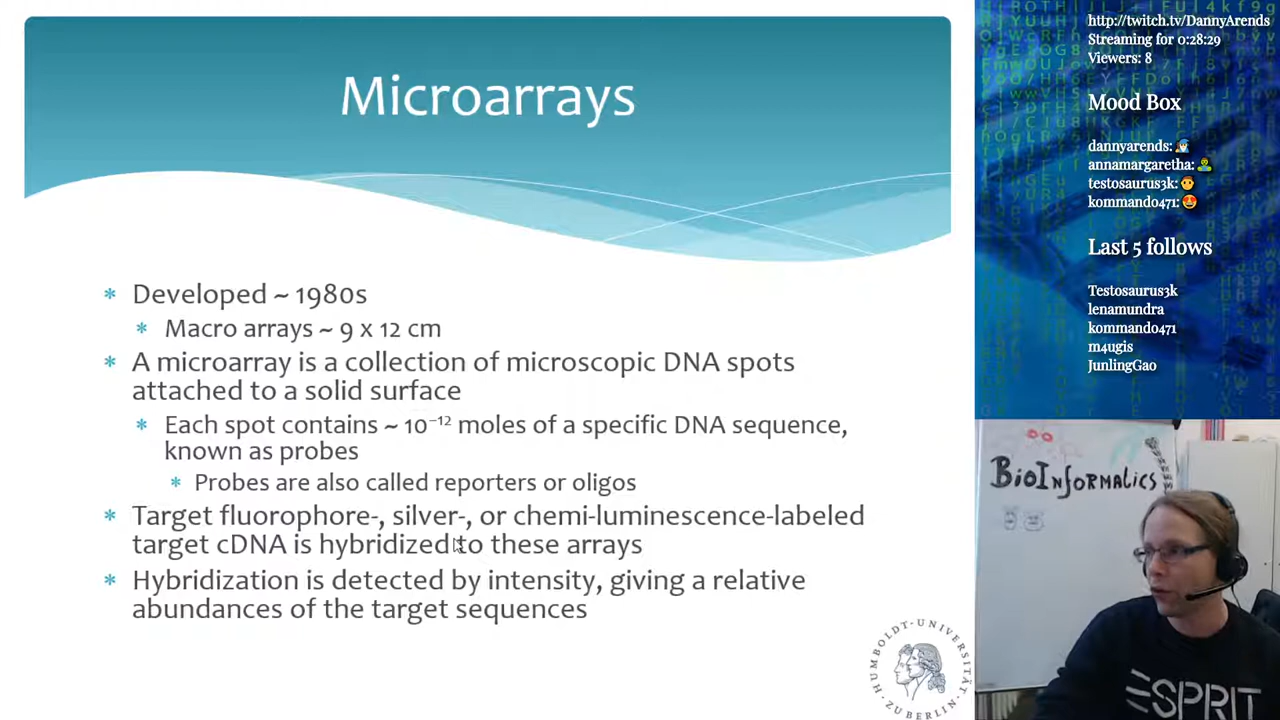 Microarrays
* Developed ~ 1980s
* Macro arrays ~ 9 x 12 cm
* A microarray is a collection of microscopic DNA spots
attached to a solid surface
* Each spot contains ~ 10⁻¹² moles of a specific DNA sequence,
known as probes
* Probes are also called reporters or oligos
* Target fluorophore-, silver-, or chemi-luminescence-labeled
target cDNA is hybridized to these arrays
* Hybridization is detected by intensity, giving a relative
abundances of the target sequences
HUMBOLDT-UNIVERSITÄT
ZU BERLIN
http://twitch.tv/DannyArends
Streaming for 0:28:29
Viewers: 8
Mood Box
dannyarends:
annamargaretha:
testosaurus3k:
kommando471:
Last 5 follows
Testosaurus3k
lenamundra
kommando471
m4ugis
JunlingGao
BioInformatics
ESPRIT